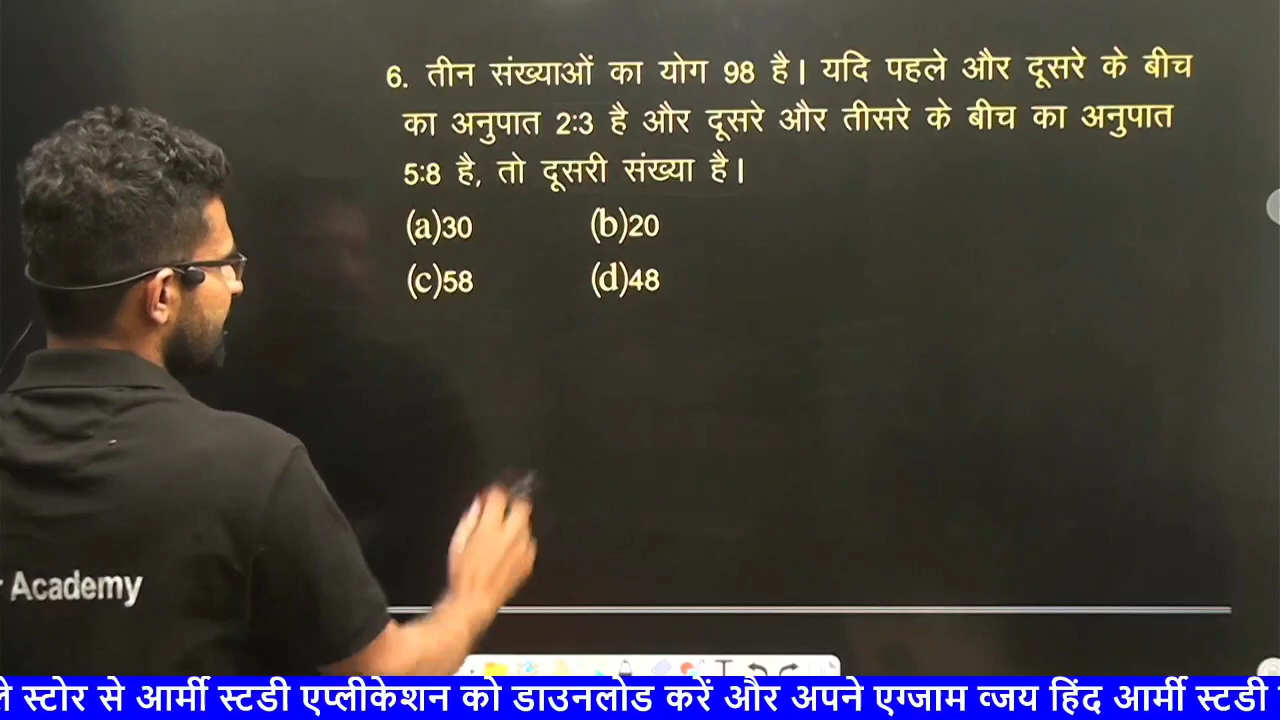 6. तीन संख्याओं का योग 98 है। यदि पहले और दूसरे के बीच
का अनुपात 2:3 है और दूसरे और तीसरे के बीच का अनुपात
5:8 है, तो दूसरी संख्या है।
(a)30 (b)20
(c)58 (d)48
Academy
स्टोर से आर्मी स्टडी एप्लीकेशन को डाउनलोड करें और अपने एग्जाम जय हिंद आर्मी स्टडी